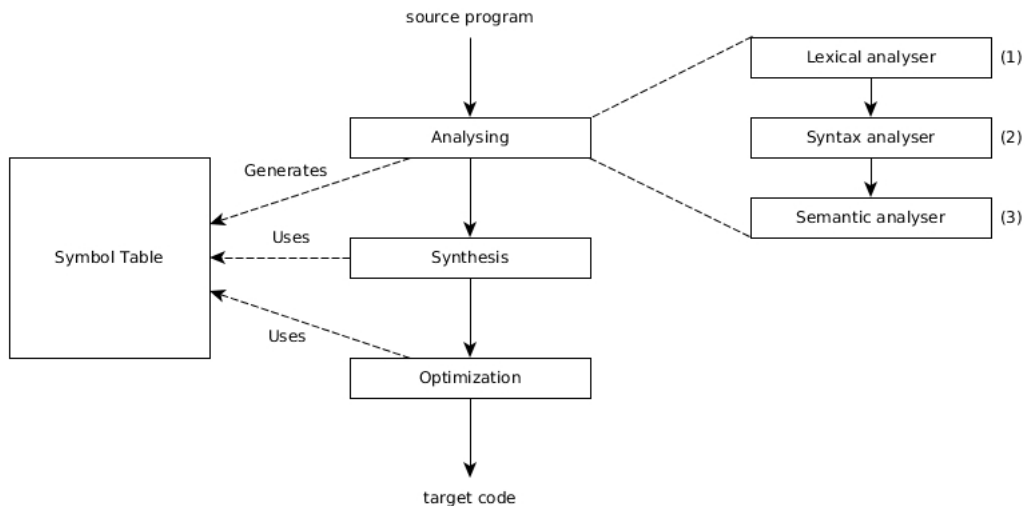 source program
Lexical analyser (1)
Analysing
Syntax analyser (2)
Generates
Semantic analyser (3)
Uses
Symbol Table
Synthesis
Uses
Optimization
target code